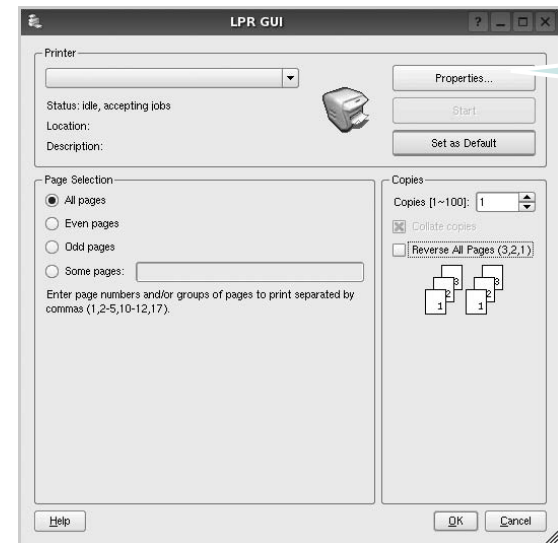 LPR GUI
Printer
Properties...
Status: idle, accepting jobs
Start
Location:
Description:
Set as Default
Page Selection
All pages
Even pages
Odd pages
Some pages:
Enter page numbers and/or groups of pages to print separated by
commas (1,2-5,10-12,17).
Copies
Copies [1~100]: 1
Collate copies
Reverse All Pages (3,2,1)
3 3
2 2
1 1
Help
OK
Cancel